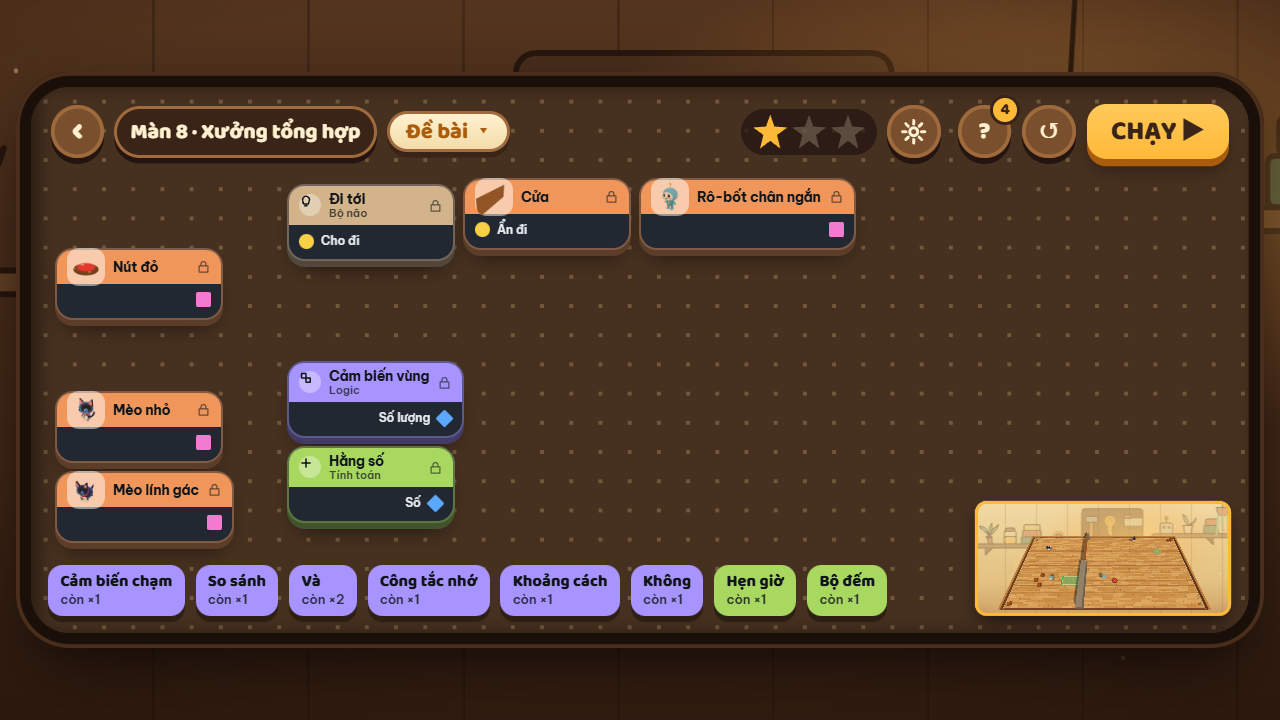 Màn 8 · Xưởng tổng hợp
Đề bài
4
?
CHẠY
Đi tới
Bộ não
Cho đi
Cửa
Ẩn đi
Rô-bốt chân ngắn
Nút đỏ
Cảm biến vùng
Logic
Số lượng
Mèo nhỏ
Hằng số
Tính toán
Số
Mèo lính gác
Cảm biến chạm
còn ×1
So sánh
còn ×1
Và
còn ×2
Công tắc nhớ
còn ×1
Khoảng cách
còn ×1
Không
còn ×1
Hẹn giờ
còn ×1
Bộ đếm
còn ×1